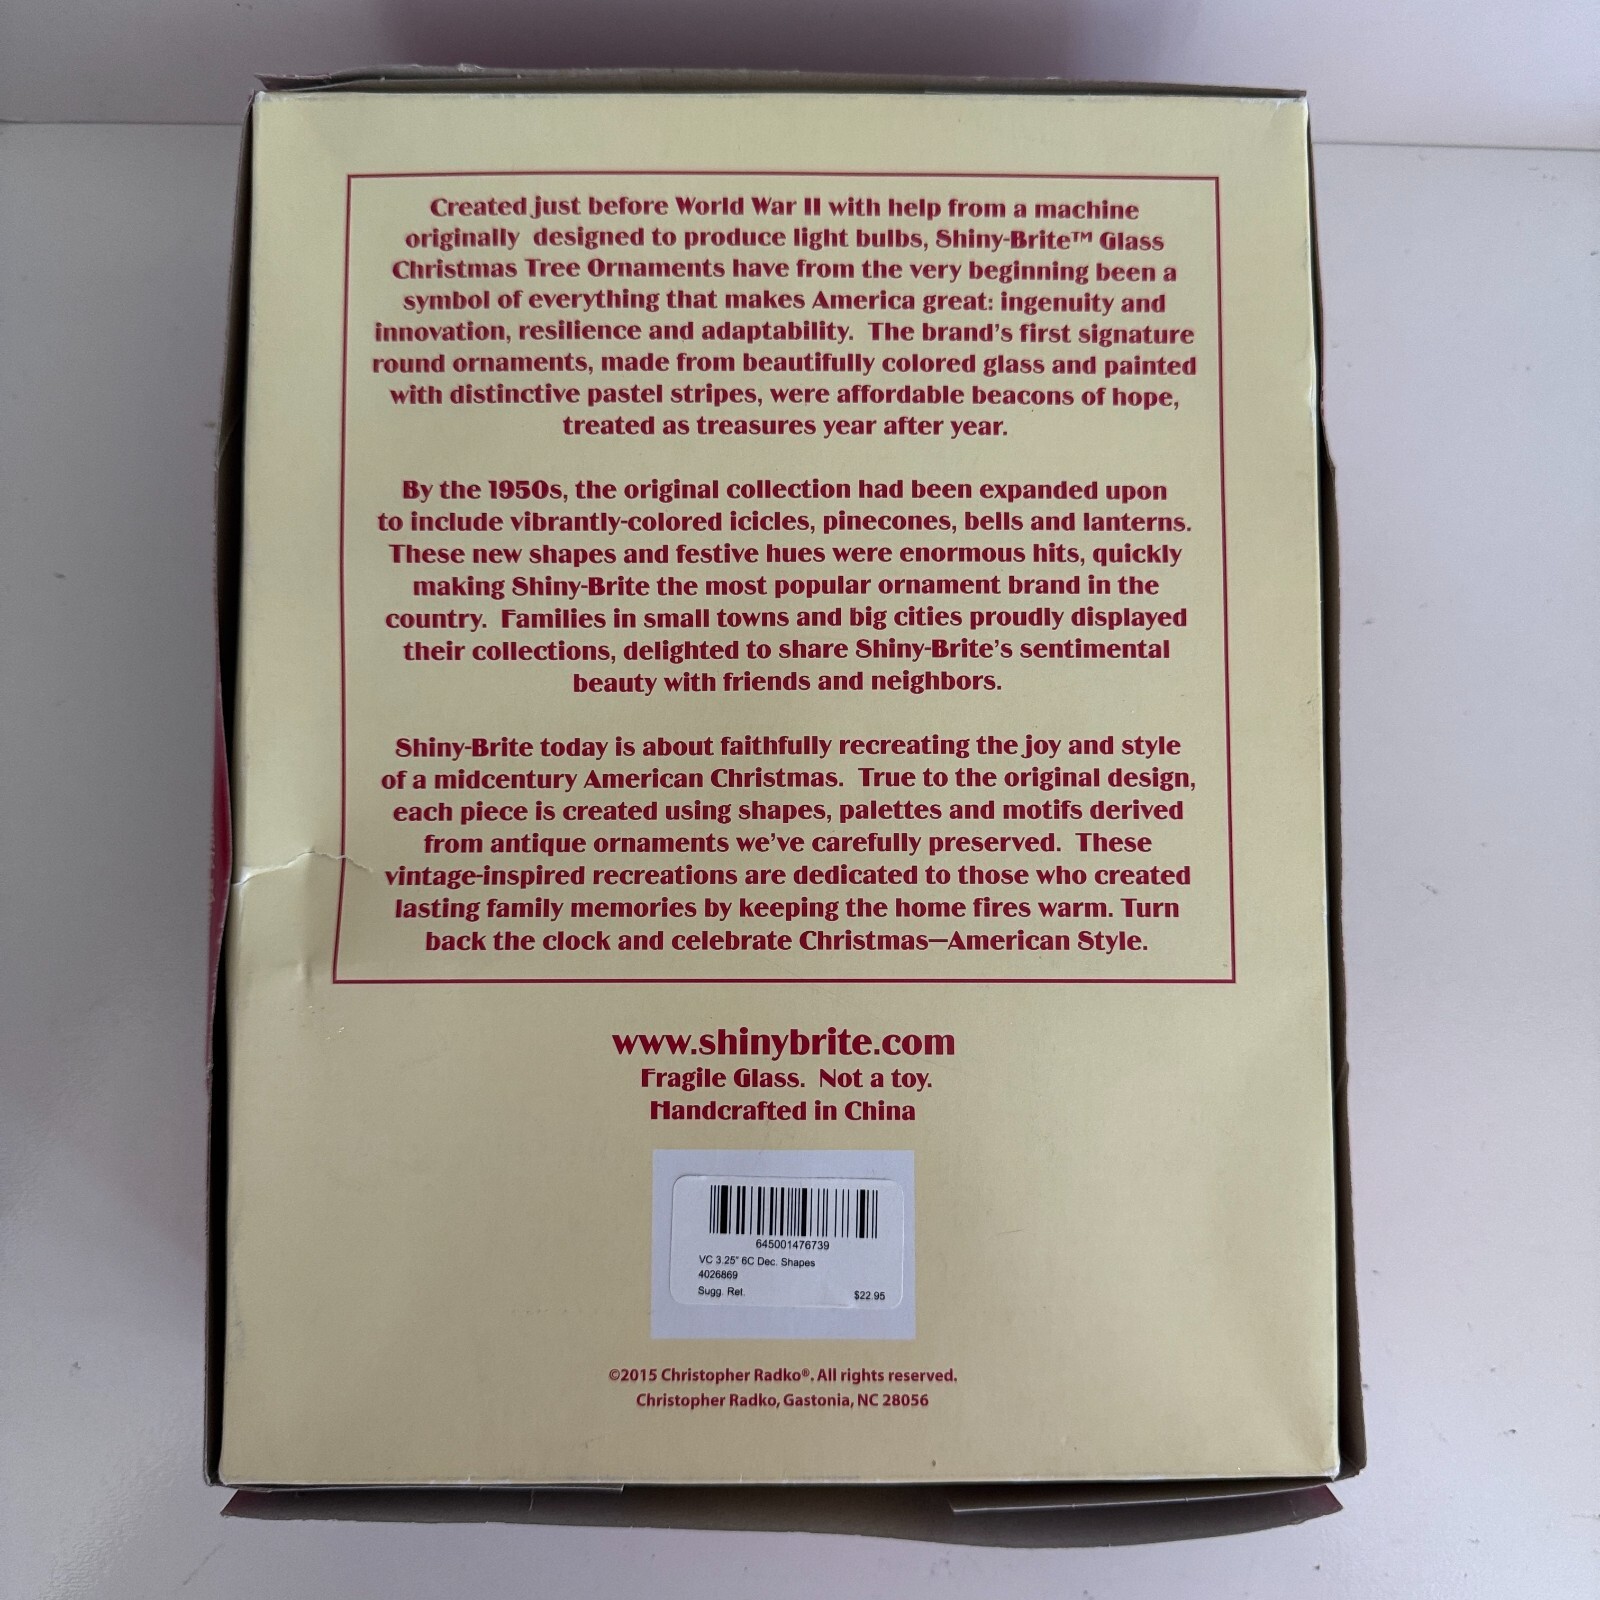 Created just before World War II with help from a machine
originally designed to produce light bulbs, Shiny-Brite™ Glass
Christmas Tree Ornaments have from the very beginning been a
symbol of everything that makes America great: ingenuity and
innovation, resilience and adaptability. The brand's first signature
round ornaments, made from beautifully colored glass and painted
with distinctive pastel stripes, were affordable beacons of hope,
treated as treasures year after year.
By the 1950s, the original collection had been expanded upon
to include vibrantly-colored icicles, pinecones, bells and lanterns.
These new shapes and festive hues were enormous hits, quickly
making Shiny-Brite the most popular ornament brand in the
country. Families in small towns and big cities proudly displayed
their collections, delighted to share Shiny-Brite's sentimental
beauty with friends and neighbors.
Shiny-Brite today is about faithfully recreating the joy and style
of a midcentury American Christmas. True to the original design,
each piece is created using shapes, palettes and motifs derived
from antique ornaments we've carefully preserved. These
vintage-inspired recreations are dedicated to those who created
lasting family memories by keeping the home fires warm. Turn
back the clock and celebrate Christmas—American Style.
www.shinybrite.com
Fragile Glass. Not a toy.
Handcrafted in China
645001476739
VC 3.25" 6C Dec. Shapes
4026869
Sugg. Ret. $22.95
©2015 Christopher Radko®. All rights reserved.
Christopher Radko, Gastonia, NC 28056